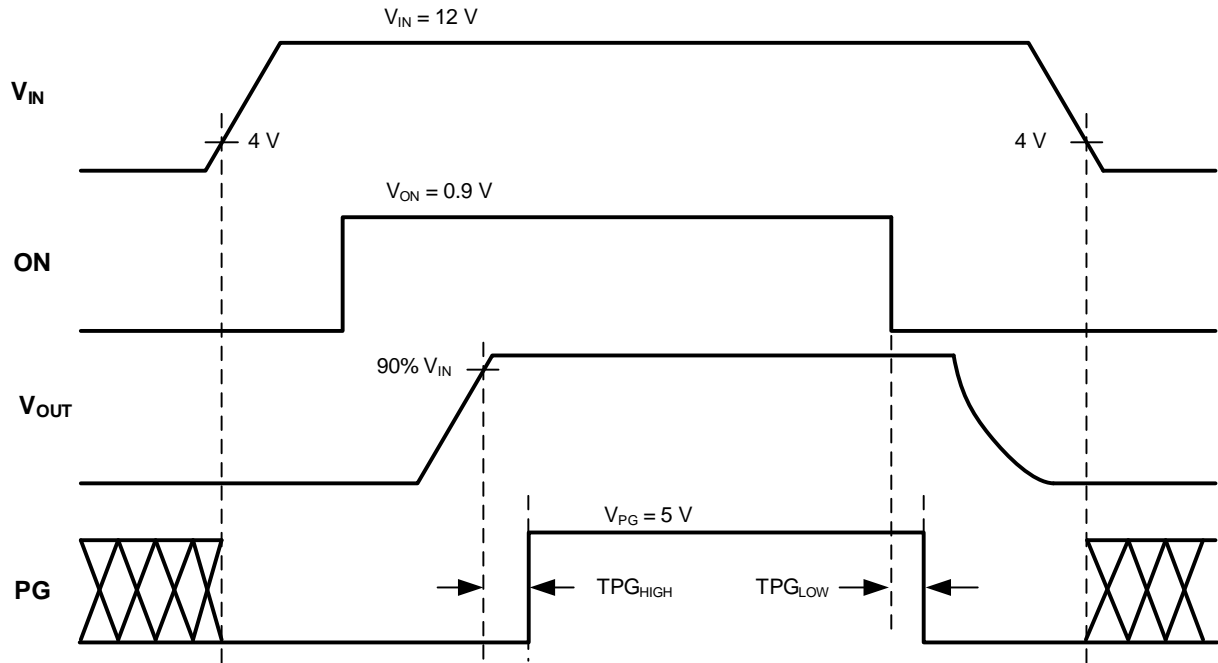 V_IN = 12 V
V_IN
4 V
4 V
V_ON = 0.9 V
ON
90% V_IN
V_OUT
V_PG = 5 V
PG
TPG_HIGH
TPG_LOW